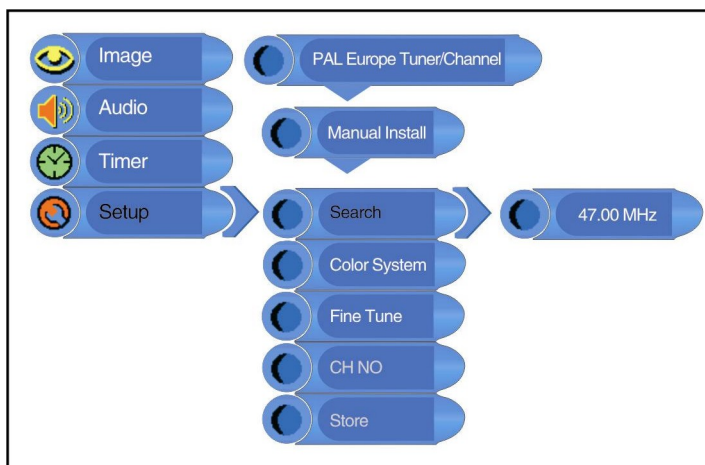 Image
Audio
Timer
Setup
PAL Europe Tuner/Channel
Manual Install
Search
Color System
Fine Tune
CH NO
Store
47.00 MHz